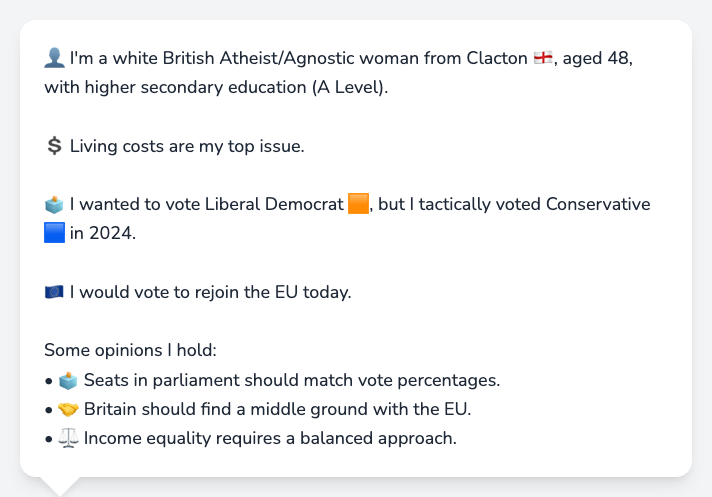 👤 I'm a white British Atheist/Agnostic woman from Clacton 🏴󠁧󠁢󠁥󠁮󠁧󠁿, aged 48,
with higher secondary education (A Level).
💲 Living costs are my top issue.
🗳️ I wanted to vote Liberal Democrat 🟧, but I tactically voted Conservative
🟦 in 2024.
🇪🇺 I would vote to rejoin the EU today.
Some opinions I hold:
• 🗳️ Seats in parliament should match vote percentages.
• 🤝 Britain should find a middle ground with the EU.
• ⚖️ Income equality requires a balanced approach.